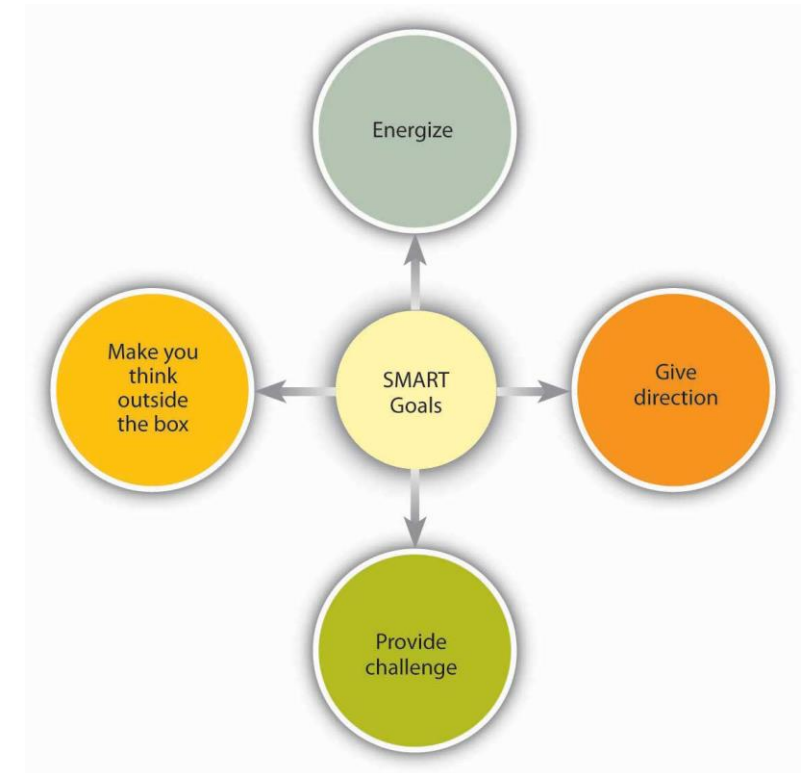 Energize
Make you
think
outside
the box
SMART
Goals
Give
direction
Provide
challenge